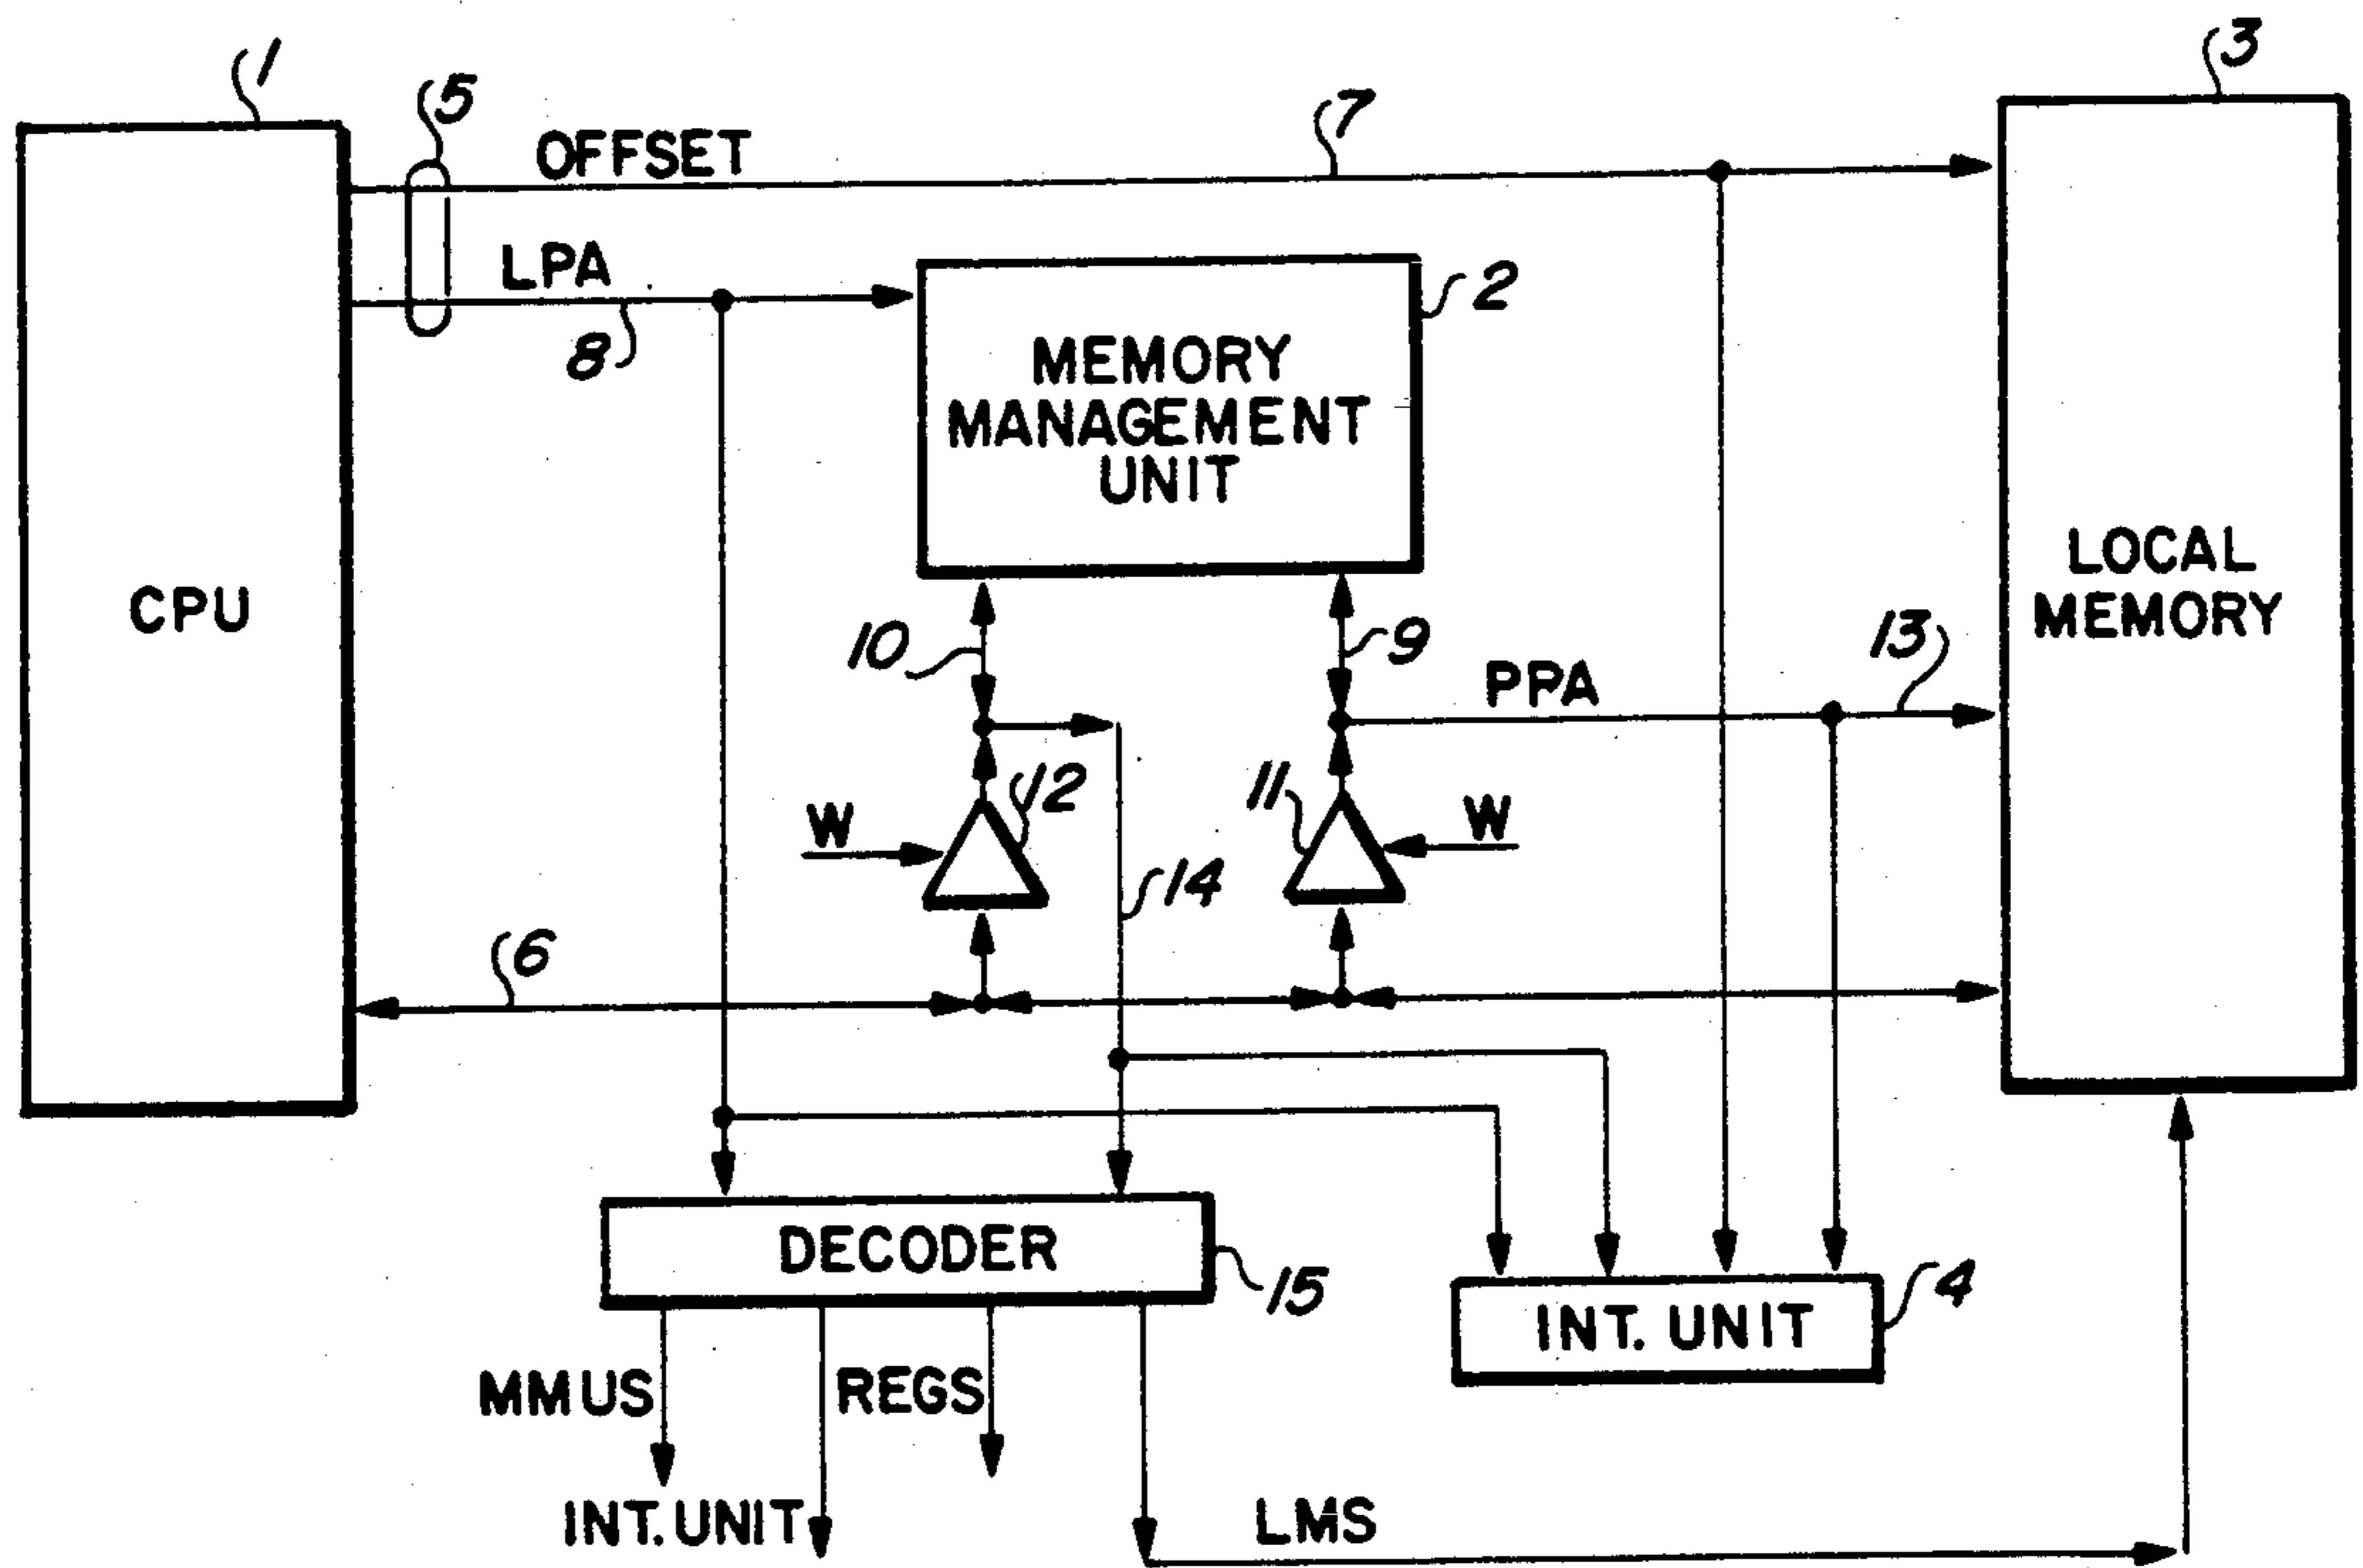 1
5
3
7
OFFSET
LPA
8
2
MEMORY
MANAGEMENT
UNIT
CPU
LOCAL
MEMORY
10
9
PPA
13
W
12
11
W
14
6
DECODER
15
4
INT. UNIT
MMUS
REGS
INT. UNIT
LMS